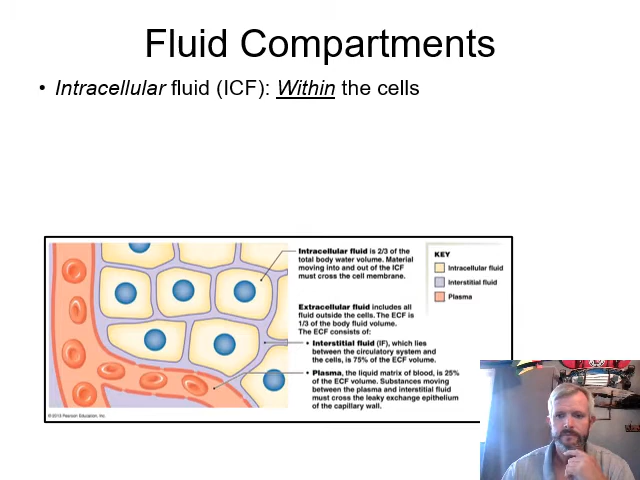 Fluid Compartments
• Intracellular fluid (ICF): Within the cells
Intracellular fluid is 2/3 of the
total body water volume. Material
moving into and out of the ICF
must cross the cell membrane.
Extracellular fluid includes all
fluid outside the cells. The ECF is
1/3 of the body fluid volume.
The ECF consists of:
• Interstitial fluid (IF), which lies
between the circulatory system and
the cells, is 75% of the ECF volume.
• Plasma, the liquid matrix of blood, is 25%
of the ECF volume. Substances moving
between the plasma and interstitial fluid
must cross the leaky exchange epithelium
of the capillary wall.
KEY
Intracellular fluid
Interstitial fluid
Plasma
© 2013 Pearson Education, Inc.